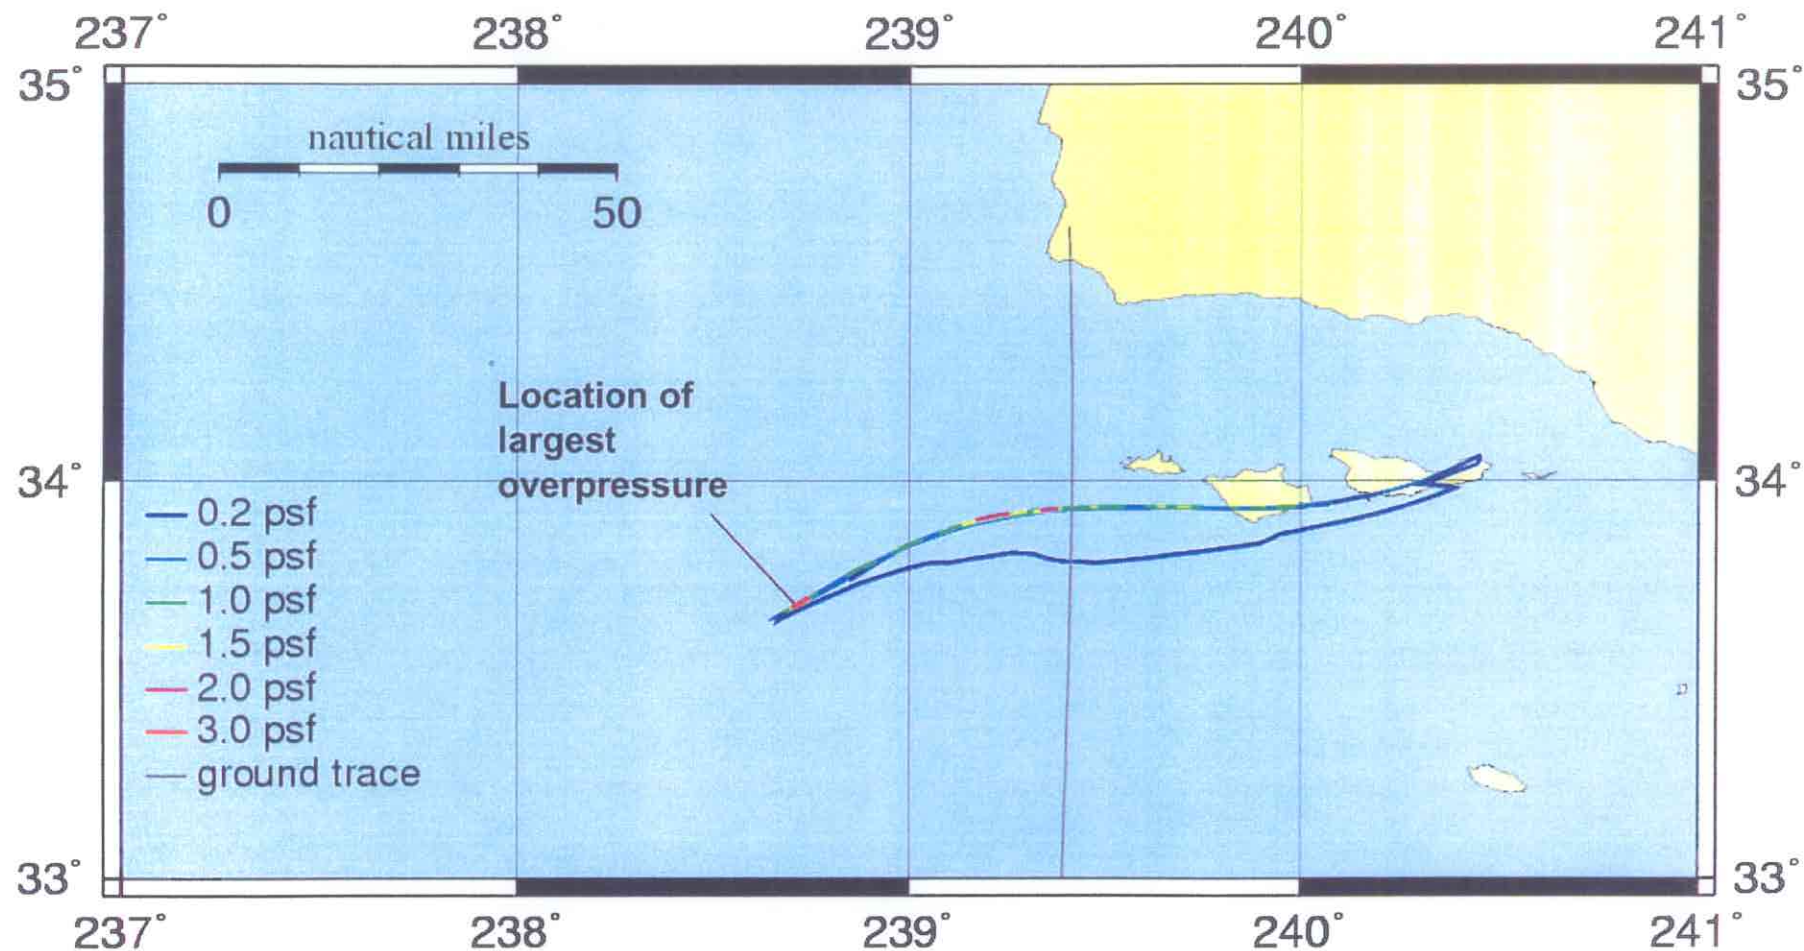 237° 238° 239° 240° 241°
35° 35°
nautical miles
0 50
Location of
largest
overpressure
34° 34°
0.2 psf
0.5 psf
1.0 psf
1.5 psf
2.0 psf
3.0 psf
ground trace
33° 33°
237° 238° 239° 240° 241°